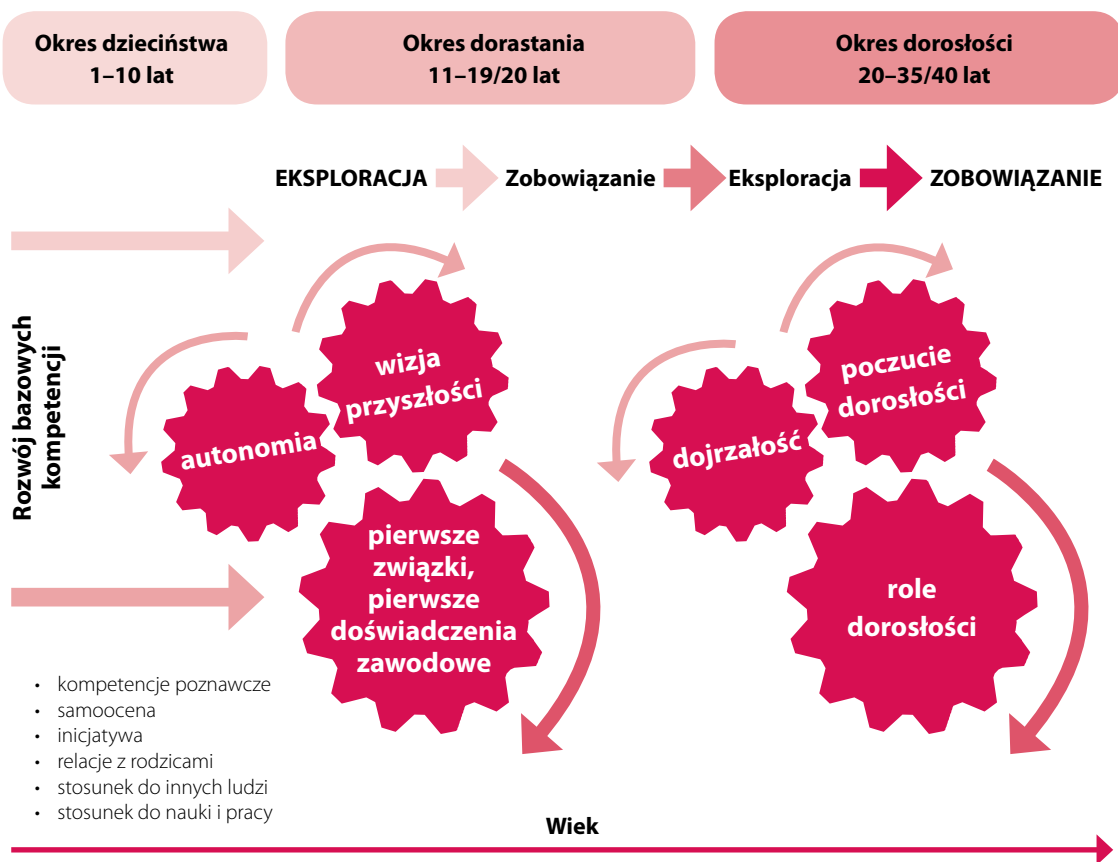 Okres dzieciństwa
1–10 lat
Okres dorastania
11–19/20 lat
Okres dorosłości
20–35/40 lat
EKSPLORACJA
Zobowiązanie
Eksploracja
ZOBOWIĄZANIE
Rozwój bazowych
kompetencji
autonomia
wizja
przyszłości
pierwsze
związki,
pierwsze
doświadczenia
zawodowe
dojrzałość
poczucie
dorosłości
role
dorosłości
• kompetencje poznawcze
• samoocena
• inicjatywa
• relacje z rodzicami
• stosunek do innych ludzi
• stosunek do nauki i pracy
Wiek